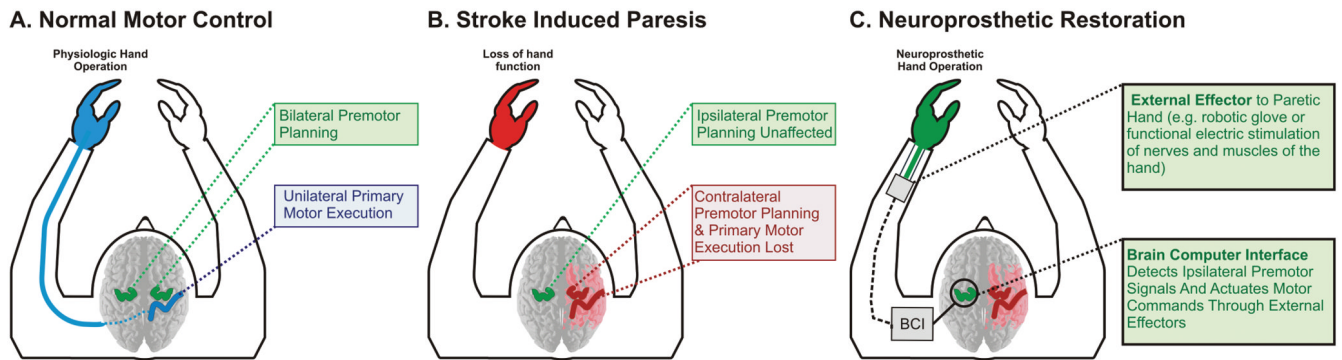 A. Normal Motor Control
Physiologic Hand
Operation
Bilateral Premotor
Planning
Unilateral Primary
Motor Execution
B. Stroke Induced Paresis
Loss of hand
function
Ipsilateral Premotor
Planning Unaffected
Contralateral
Premotor Planning
& Primary Motor
Execution Lost
C. Neuroprosthetic Restoration
Neuroprosthetic
Hand Operation
External Effector to Paretic
Hand (e.g. robotic glove or
functional electric stimulation
of nerves and muscles of the
hand)
Brain Computer Interface
Detects Ipsilateral Premotor
Signals And Actuates Motor
Commands Through External
Effectors
BCI